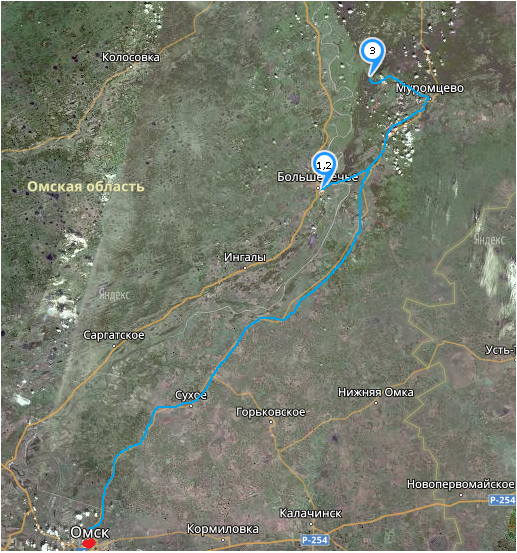 3
Колосовка
Муромцево
1,2
Большеречье
Омская область
Яндекс
Ингалы
Яндекс
Саргатское
Усть-Т
Сухое
Нижняя Омка
Горьковское
Новопервомайское
Р-254
Калачинск
Омск
Кормиловка
Р-254